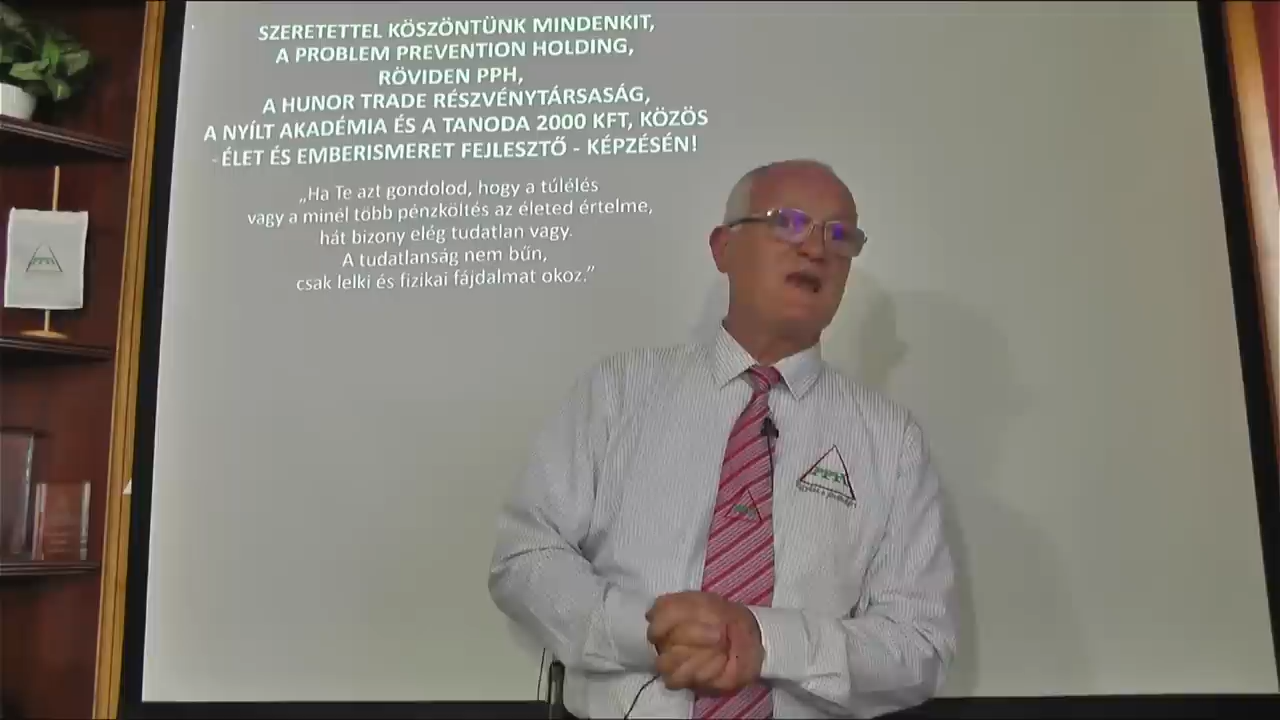 SZERETETTEL KÖSZÖNTÜNK MINDENKIT,
A PROBLEM PREVENTION HOLDING,
RÖVIDEN PPH,
A HUNOR TRADE RÉSZVÉNYTÁRSASÁG,
A NYÍLT AKADÉMIA ÉS A TANODA 2000 KFT, KÖZÖS
- ÉLET ÉS EMBERISMERET FEJLESZTŐ - KÉPZÉSÉN!
„Ha Te azt gondolod, hogy a túlélés
vagy a minél több pénzköltés az életed értelme,
hát bizony elég tudatlan vagy.
A tudatlanság nem bűn,
csak lelki és fizikai fájdalmat okoz.”
PPH